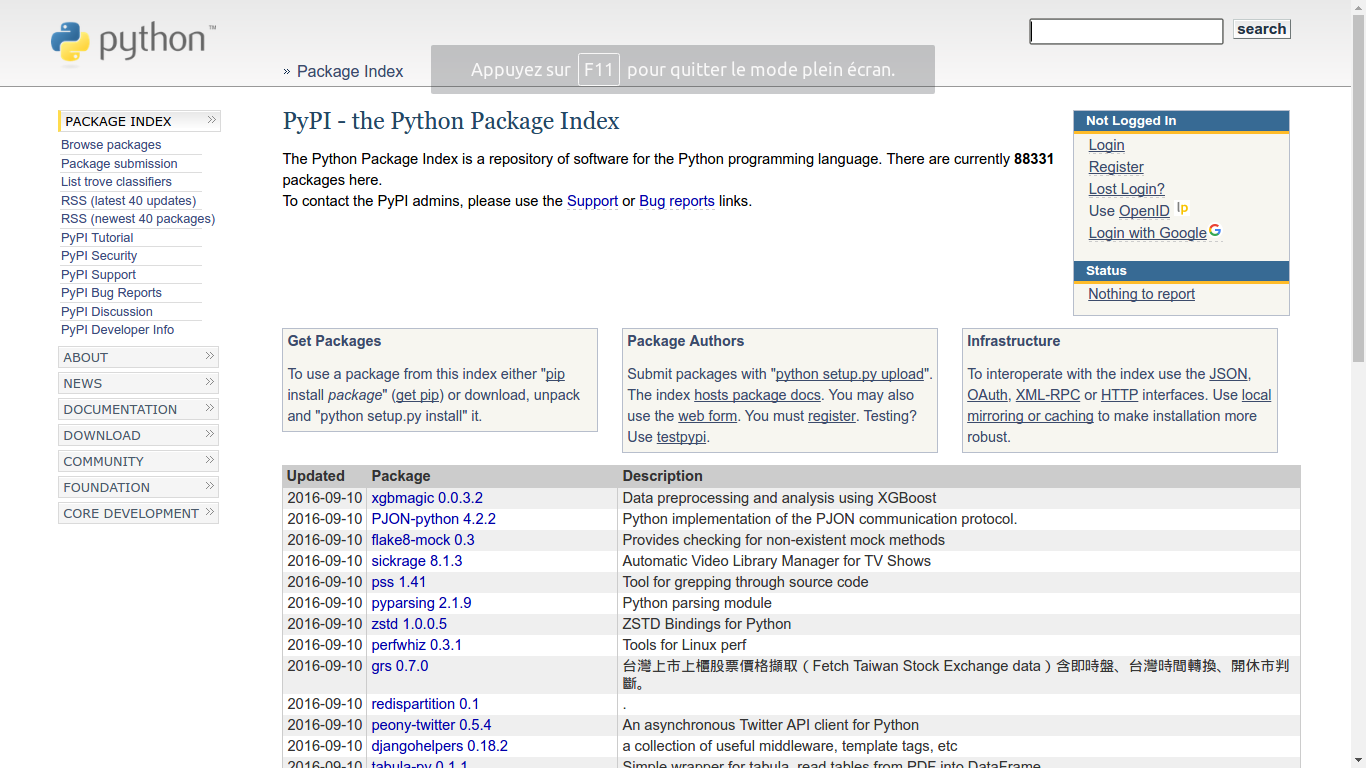 python™
search
» Package Index
Appuyez sur F11 pour quitter le mode plein écran.
PACKAGE INDEX
Browse packages
Package submission
List trove classifiers
RSS (latest 40 updates)
RSS (newest 40 packages)
PyPI Tutorial
PyPI Security
PyPI Support
PyPI Bug Reports
PyPI Discussion
PyPI Developer Info
ABOUT
NEWS
DOCUMENTATION
DOWNLOAD
COMMUNITY
FOUNDATION
CORE DEVELOPMENT
PyPI - the Python Package Index
The Python Package Index is a repository of software for the Python programming language. There are currently 88331
packages here.
To contact the PyPI admins, please use the Support or Bug reports links.
Not Logged In
Login
Register
Lost Login?
Use OpenID lp
Login with Google G
Status
Nothing to report
Get Packages
To use a package from this index either "pip
install package" (get pip) or download, unpack
and "python setup.py install" it.
Package Authors
Submit packages with "python setup.py upload".
The index hosts package docs. You may also
use the web form. You must register. Testing?
Use testpypi.
Infrastructure
To interoperate with the index use the JSON,
OAuth, XML-RPC or HTTP interfaces. Use local
mirroring or caching to make installation more
robust.
Updated Package Description
2016-09-10 xgbmagic 0.0.3.2 Data preprocessing and analysis using XGBoost
2016-09-10 PJON-python 4.2.2 Python implementation of the PJON communication protocol.
2016-09-10 flake8-mock 0.3 Provides checking for non-existent mock methods
2016-09-10 sickrage 8.1.3 Automatic Video Library Manager for TV Shows
2016-09-10 pss 1.41 Tool for grepping through source code
2016-09-10 pyparsing 2.1.9 Python parsing module
2016-09-10 zstd 1.0.0.5 ZSTD Bindings for Python
2016-09-10 perfwhiz 0.3.1 Tools for Linux perf
2016-09-10 grs 0.7.0 台灣上市上櫃股票價格擷取（Fetch Taiwan Stock Exchange data）含即時盤、台灣時間轉換、開休市判
斷。
2016-09-10 redispartition 0.1 .
2016-09-10 peony-twitter 0.5.4 An asynchronous Twitter API client for Python
2016-09-10 djangohelpers 0.18.2 a collection of useful middleware, template tags, etc
2016-09-10 tabula-py 0.1.1 Simple wrapper for tabula, read tables from PDF into DataFrame